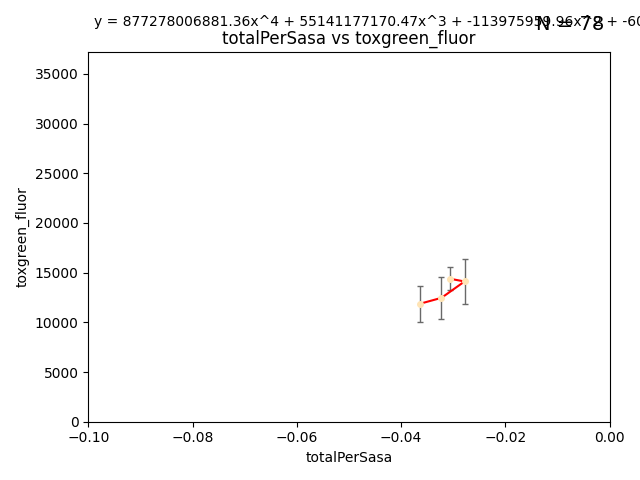 y = 877278006881.36x^4 + 55141177170.47x^3 + -113975959.96x^2 + -60
N = 78
totalPerSasa vs toxgreen_fluor
35000
30000
25000
20000
15000
10000
5000
0
toxgreen_fluor
−0.10 −0.08 −0.06 −0.04 −0.02 0.00
totalPerSasa